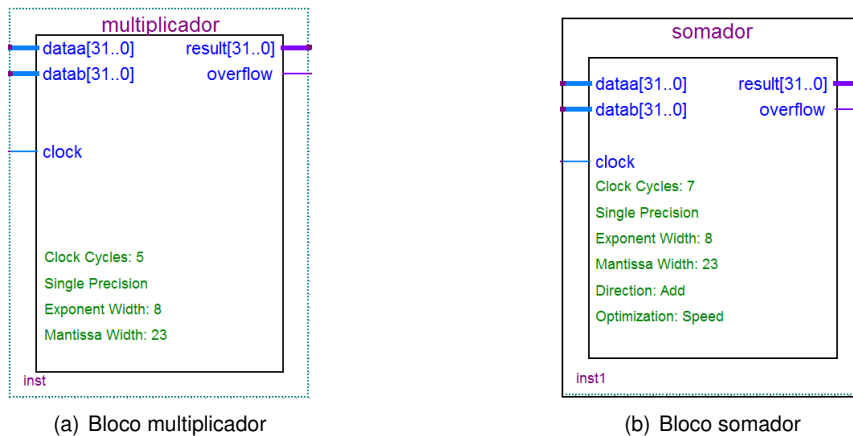 multiplicador
dataa[31..0] result[31..0]
datab[31..0] overflow
clock
Clock Cycles: 5
Single Precision
Exponent Width: 8
Mantissa Width: 23
inst
(a) Bloco multiplicador
somador
dataa[31..0] result[31..0]
datab[31..0] overflow
clock
Clock Cycles: 7
Single Precision
Exponent Width: 8
Mantissa Width: 23
Direction: Add
Optimization: Speed
inst1
(b) Bloco somador